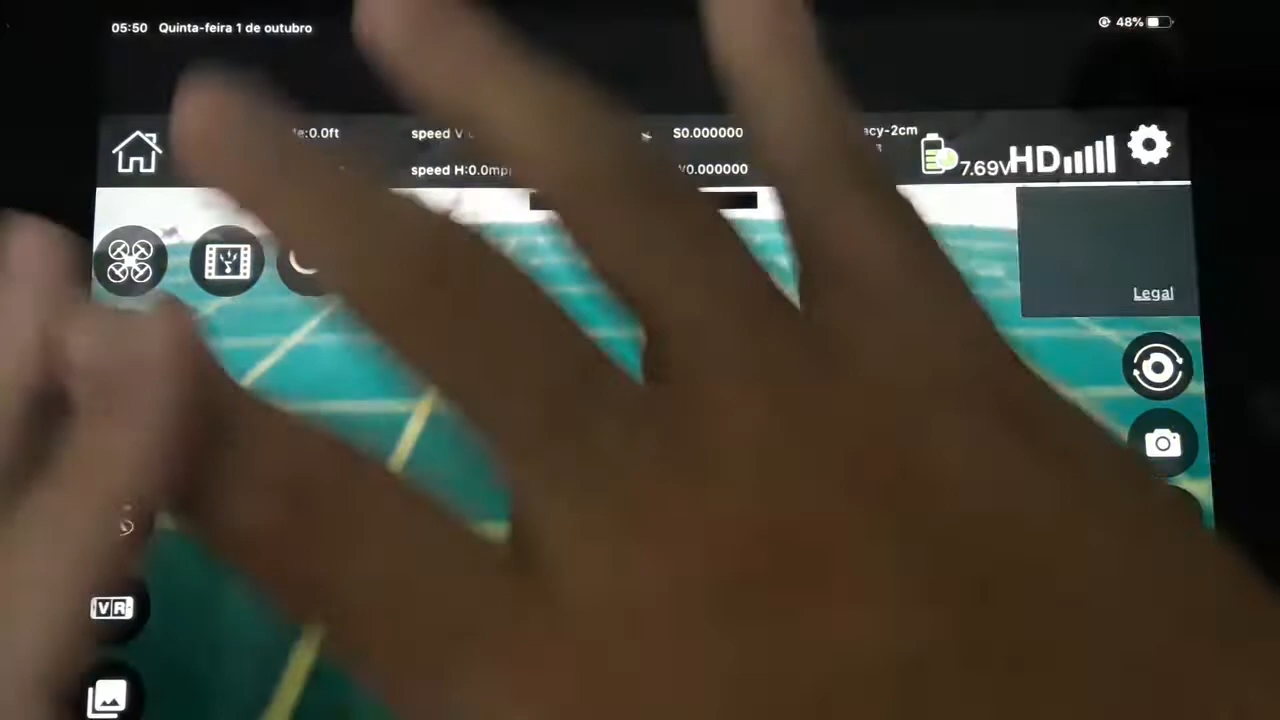 05:50 Quinta-feira 1 de outubro
48%
e:0.0ft
speed V
S0.000000
acy-2cm
speed H:0.0mp
0.000000
7.69V
HD
Legal
VR